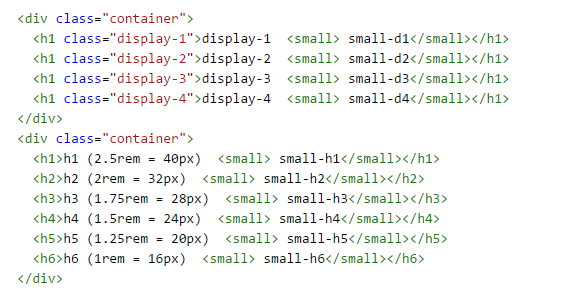 <div class="container">
  <h1 class="display-1">display-1  <small> small-d1</small></h1>
  <h1 class="display-2">display-2  <small> small-d2</small></h1>
  <h1 class="display-3">display-3  <small> small-d3</small></h1>
  <h1 class="display-4">display-4  <small> small-d4</small></h1>
</div>
<div class="container">
  <h1>h1 (2.5rem = 40px)  <small> small-h1</small></h1>
  <h2>h2 (2rem = 32px)  <small> small-h2</small></h2>
  <h3>h3 (1.75rem = 28px)  <small> small-h3</small></h3>
  <h4>h4 (1.5rem = 24px)  <small> small-h4</small></h4>
  <h5>h5 (1.25rem = 20px)  <small> small-h5</small></h5>
  <h6>h6 (1rem = 16px)  <small> small-h6</small></h6>
</div>